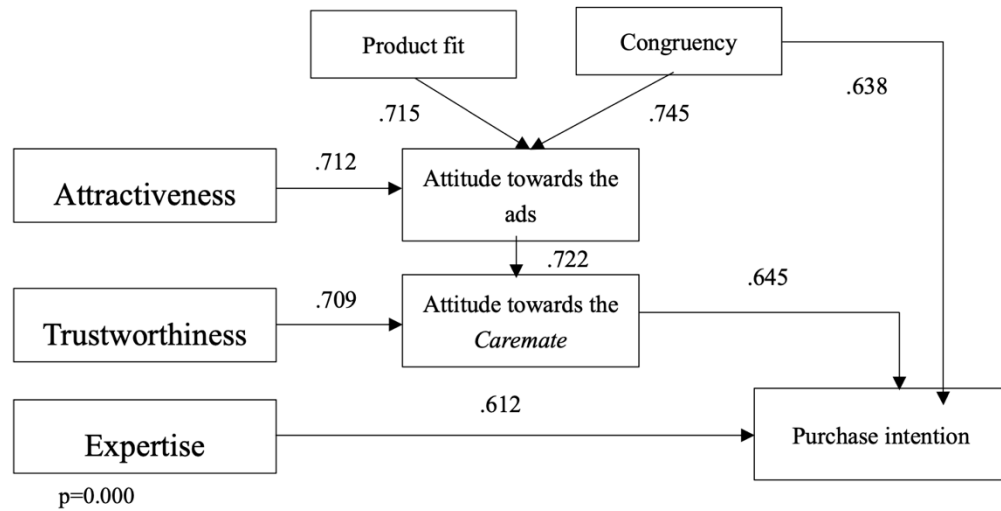 Product fit
Congruency
.715
.745
.638
Attractiveness
.712
Attitude towards the
ads
.722
Trustworthiness
.709
Attitude towards the
Caremate
.645
Expertise
.612
Purchase intention
p=0.000